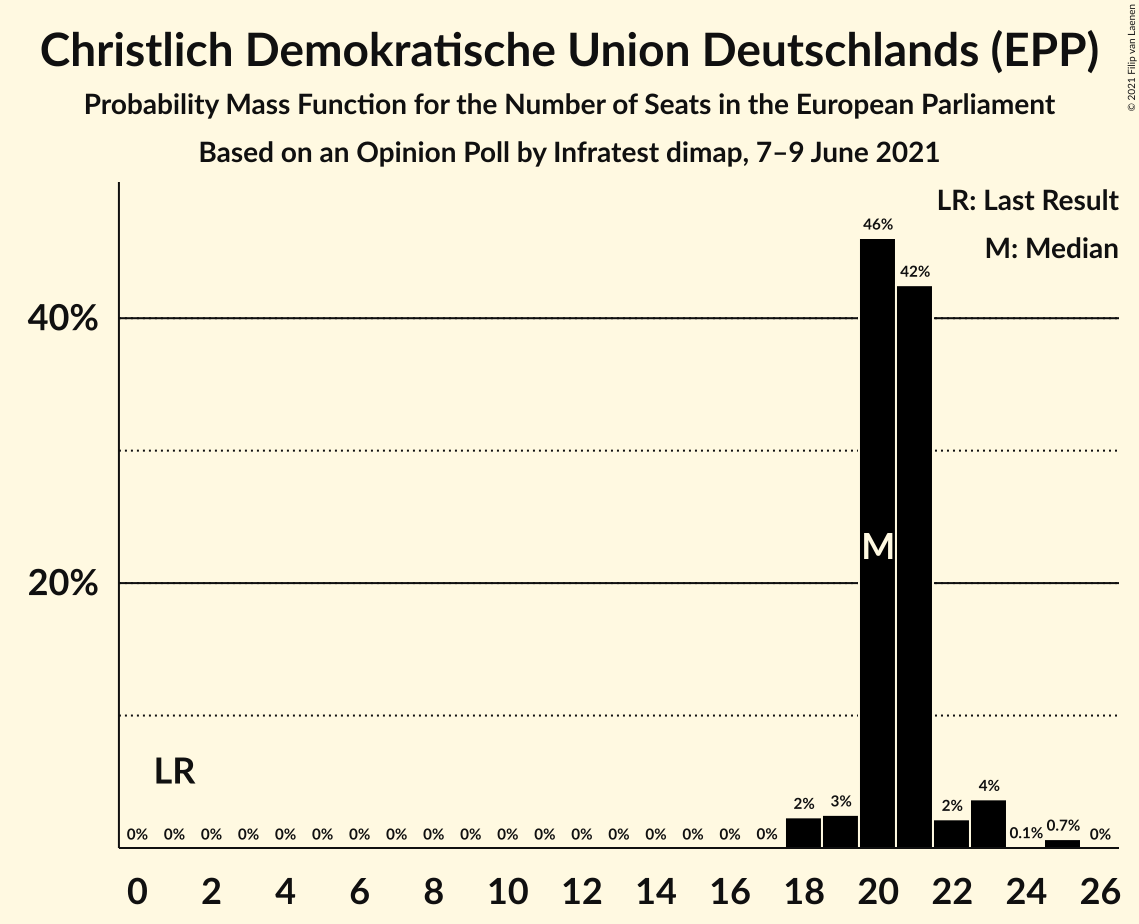 Christlich Demokratische Union Deutschlands (EPP)
Probability Mass Function for the Number of Seats in the European Parliament
Based on an Opinion Poll by Infratest dimap, 7–9 June 2021
© 2021 Filip van Laenen
LR: Last Result
M: Median
46%
42%
40%
M
20%
LR
0% 0% 0% 0% 0% 0% 0% 0% 0% 0% 0% 0% 0% 0% 0% 0% 0% 0% 2% 3% 2% 4% 0.1% 0.7% 0%
0 2 4 6 8 10 12 14 16 18 20 22 24 26